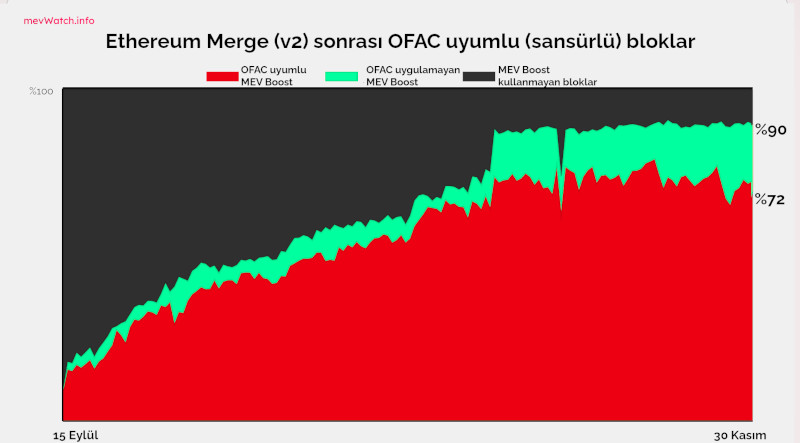 mevWatch.info
Ethereum Merge (v2) sonrası OFAC uyumlu (sansürlü) bloklar
OFAC uyumlu
MEV Boost
OFAC uygulamayan
MEV Boost
MEV Boost
kullanmayan bloklar
%100
%90
%72
15 Eylül
30 Kasım